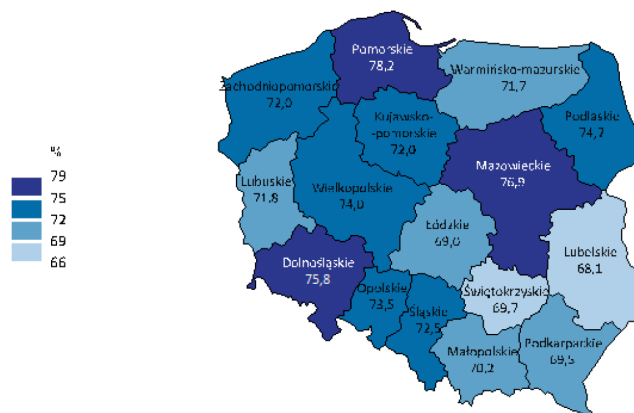 %
79
75
72
69
66
Pomorskie
78,2
Zachodniopomorskie
72,0
Warmińsko-mazurskie
71,7
Podlaskie
74,7
Kujawsko-
-pomorskie
72,0
Mazowieckie
76,9
Lubuskie
71,8
Wielkopolskie
74,0
Łódzkie
69,0
Lubelskie
68,1
Dolnośląskie
75,8
Opolskie
73,5
Śląskie
72,5
Świętokrzyskie
69,7
Małopolskie
70,2
Podkarpackie
69,5